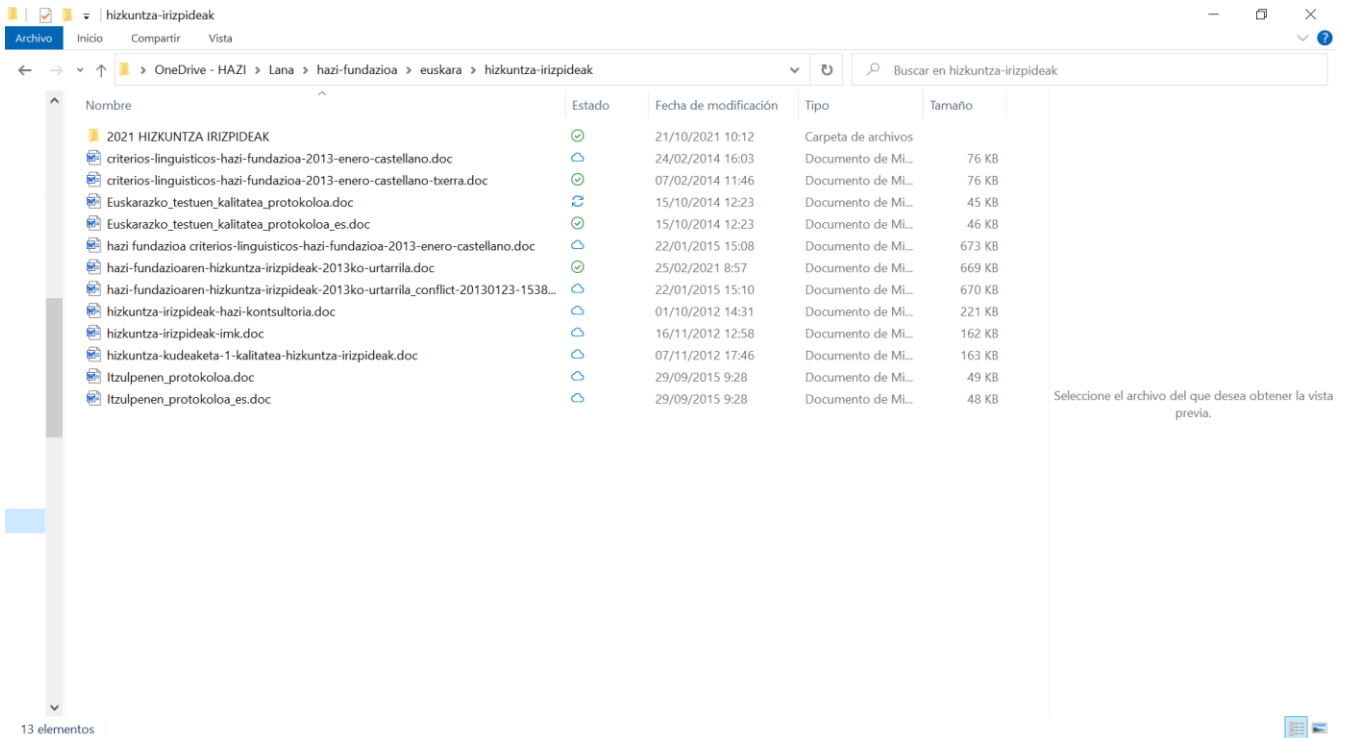 hizkuntza-irizpideak
Archivo Inicio Compartir Vista
OneDrive - HAZI > Lana > hazi-fundazioa > euskara > hizkuntza-irizpideak Buscar en hizkuntza-irizpideak
Nombre Estado Fecha de modificación Tipo Tamaño
2021 HIZKUNTZA IRIZPIDEAK 21/10/2021 10:12 Carpeta de archivos
criterios-linguisticos-hazi-fundazioa-2013-enero-castellano.doc 24/02/2014 16:03 Documento de Mi... 76 KB
criterios-linguisticos-hazi-fundazioa-2013-enero-castellano-txerra.doc 07/02/2014 11:46 Documento de Mi... 76 KB
Euskarazko_testuen_kalitatea_protokoloa.doc 15/10/2014 12:23 Documento de Mi... 45 KB
Euskarazko_testuen_kalitatea_protokoloa_es.doc 15/10/2014 12:23 Documento de Mi... 46 KB
hazi fundazioa criterios-linguisticos-hazi-fundazioa-2013-enero-castellano.doc 22/01/2015 15:08 Documento de Mi... 673 KB
hazi-fundazioaren-hizkuntza-irizpideak-2013ko-urtarrila.doc 25/02/2021 8:57 Documento de Mi... 669 KB
hazi-fundazioaren-hizkuntza-irizpideak-2013ko-urtarrila_conflict-20130123-1538... 22/01/2015 15:10 Documento de Mi... 670 KB
hizkuntza-irizpideak-hazi-kontsultoria.doc 01/10/2012 14:31 Documento de Mi... 221 KB
hizkuntza-irizpideak-imk.doc 16/11/2012 12:58 Documento de Mi... 162 KB
hizkuntza-kudeaketa-1-kalitatea-hizkuntza-irizpideak.doc 07/11/2012 17:46 Documento de Mi... 163 KB
Itzulpenen_protokoloa.doc 29/09/2015 9:28 Documento de Mi... 49 KB
Itzulpenen_protokoloa_es.doc 29/09/2015 9:28 Documento de Mi... 48 KB
Seleccione el archivo del que desea obtener la vista
previa.
13 elementos